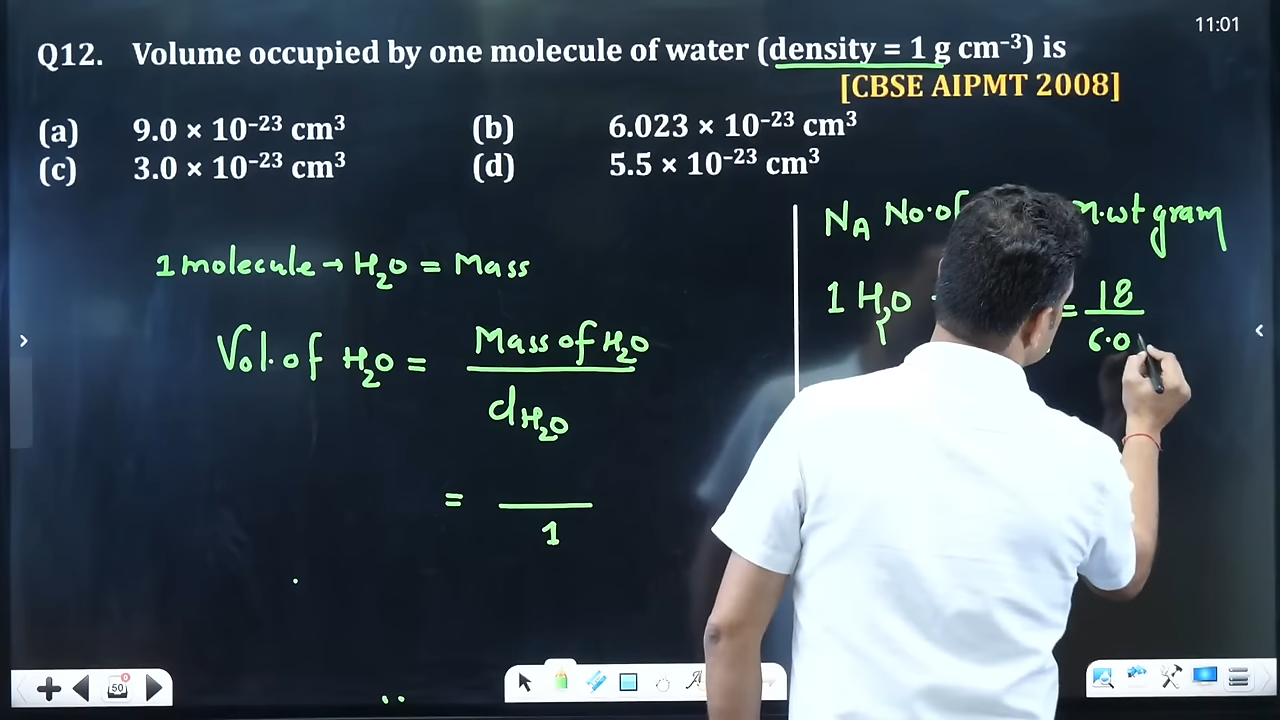 11:01
Q12. Volume occupied by one molecule of water (density = 1 g cm⁻³) is
[CBSE AIPMT 2008]
(a) 9.0 × 10⁻²³ cm³ (b) 6.023 × 10⁻²³ cm³
(c) 3.0 × 10⁻²³ cm³ (d) 5.5 × 10⁻²³ cm³
1 molecule → H₂O = Mass
Vol. of H₂O = Mass of H₂O / d H₂O
= / 1
N_A No. of M.wt gram
1 H₂O = 18 / 6.0
50